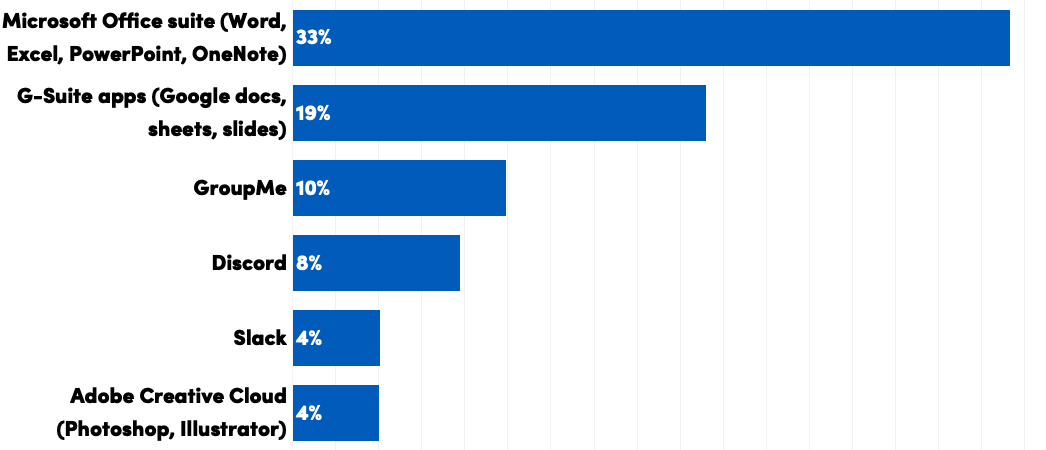 Microsoft Office suite (Word,
Excel, PowerPoint, OneNote)
33%
G-Suite apps (Google docs,
sheets, slides)
19%
GroupMe
10%
Discord
8%
Slack
4%
Adobe Creative Cloud
(Photoshop, Illustrator)
4%